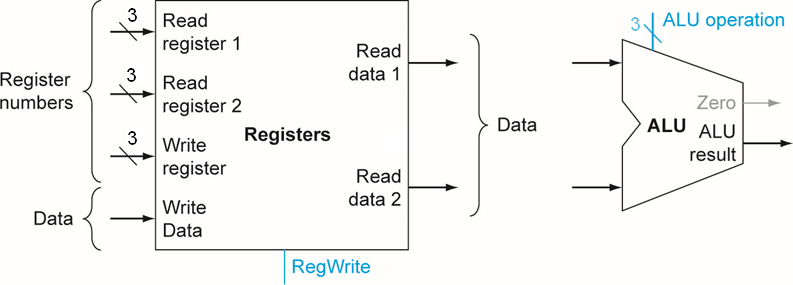 Register
numbers
Data
3
Read
register 1
3
Read
register 2
3
Write
register
Write
Data
Registers
Read
data 1
Read
data 2
RegWrite
Data
3
ALU operation
Zero
ALU
ALU
result